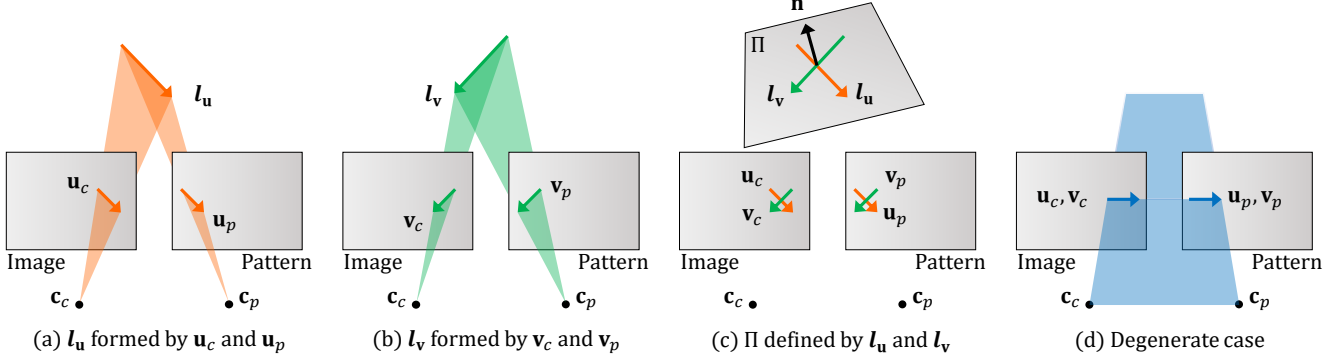 l_u
u_c
u_p
Image
Pattern
c_c
c_p
(a) l_u formed by u_c and u_p
l_v
v_c
v_p
Image
Pattern
c_c
c_p
(b) l_v formed by v_c and v_p
n
Π
l_v
l_u
u_c
v_c
v_p
u_p
Image
Pattern
c_c
c_p
(c) Π defined by l_u and l_v
u_c, v_c
u_p, v_p
Image
Pattern
c_c
c_p
(d) Degenerate case